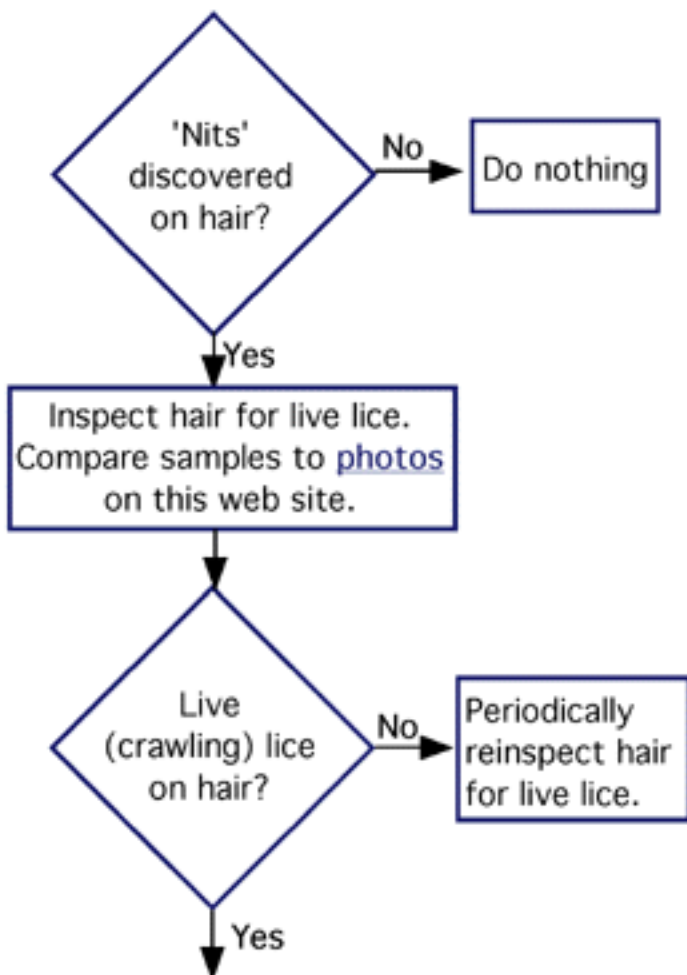 'Nits'
discovered
on hair?
No
Do nothing
Yes
Inspect hair for live lice.
Compare samples to photos
on this web site.
Live
(crawling) lice
on hair?
No
Periodically
reinspect hair
for live lice.
Yes